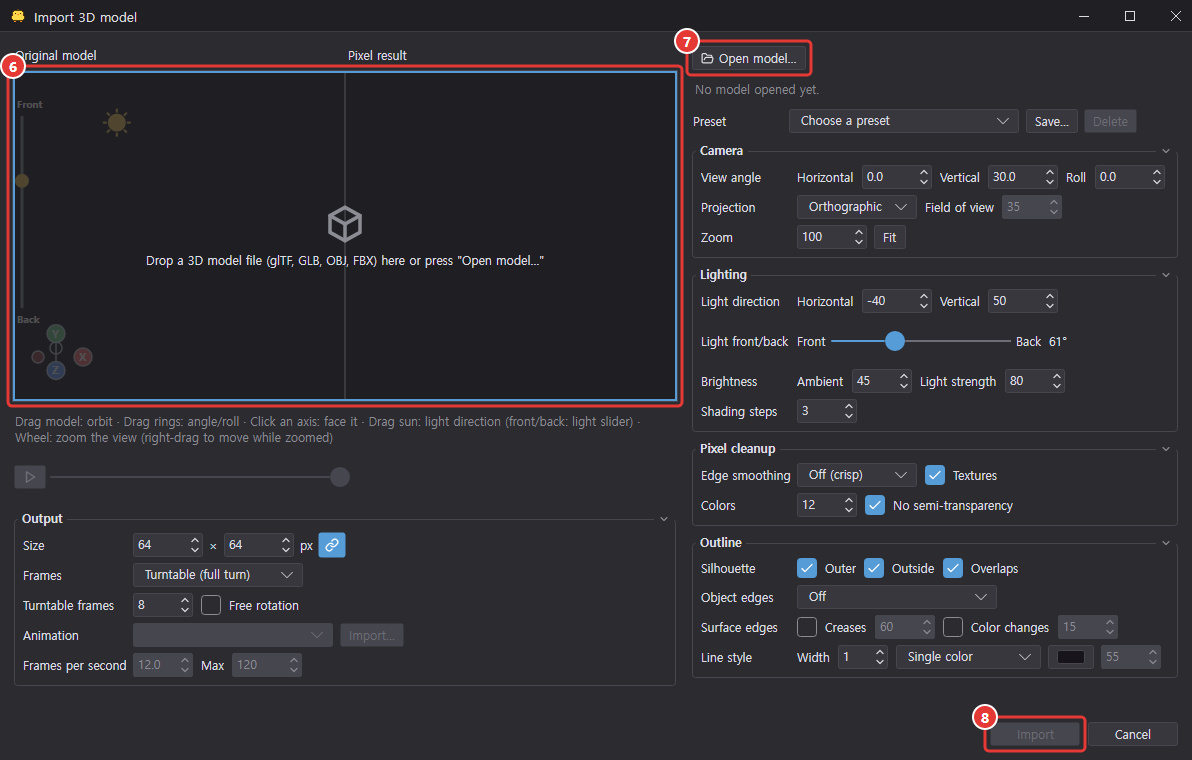 Import 3D model
Original model
Pixel result
6
7
Open model...
No model opened yet.
Front
Back
Y
X
Z
Drop a 3D model file (glTF, GLB, OBJ, FBX) here or press "Open model..."
Drag model: orbit · Drag rings: angle/roll · Click an axis: face it · Drag sun: light direction (front/back: light slider) ·
Wheel: zoom the view (right-drag to move while zoomed)
Output
Size 64 × 64 px
Frames Turntable (full turn)
Turntable frames 8 Free rotation
Animation Import...
Frames per second 12.0 Max 120
Preset Choose a preset Save... Delete
Camera
View angle Horizontal 0.0 Vertical 30.0 Roll 0.0
Projection Orthographic Field of view 35
Zoom 100 Fit
Lighting
Light direction Horizontal -40 Vertical 50
Light front/back Front Back 61°
Brightness Ambient 45 Light strength 80
Shading steps 3
Pixel cleanup
Edge smoothing Off (crisp) Textures
Colors 12 No semi-transparency
Outline
Silhouette Outer Outside Overlaps
Object edges Off
Surface edges Creases 60 Color changes 15
Line style Width 1 Single color 55
8
Import Cancel